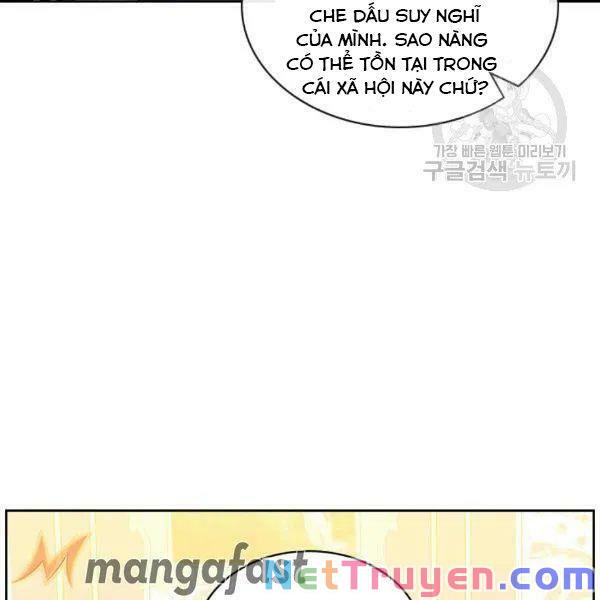 CHE DẤU SUY NGHĨ
CỦA MÌNH. SAO NÀNG
CÓ THỂ TỒN TẠI TRONG
CÁI XÃ HỘI NÀY CHỨ?
가장 빠른 웹툰 미리보기
구글검색 뉴토끼
mangafast
NetTruyen.com